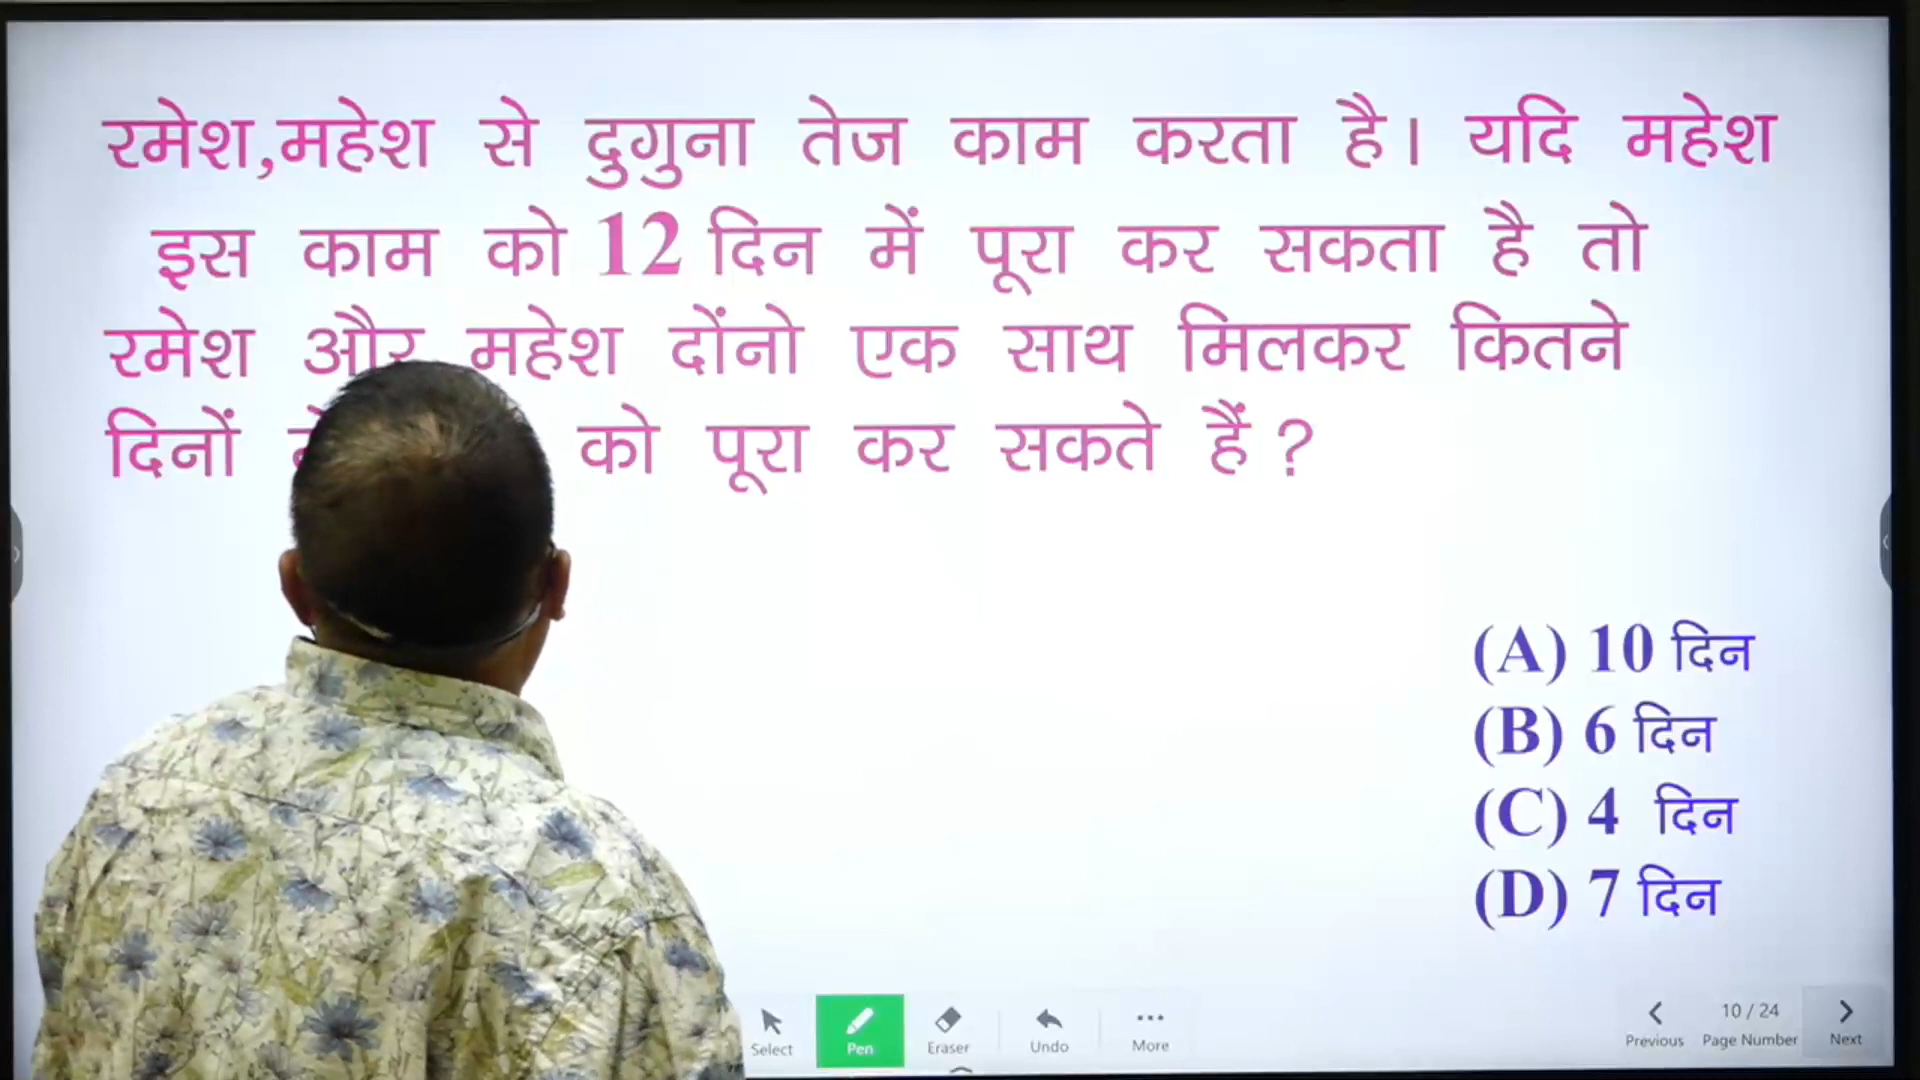 रमेश,महेश से दुगुना तेज काम करता है। यदि महेश
इस काम को 12 दिन में पूरा कर सकता है तो
रमेश और महेश दोंनो एक साथ मिलकर कितने
दिनों को पूरा कर सकते हैं ?
(A) 10 दिन
(B) 6 दिन
(C) 4 दिन
(D) 7 दिन
Select Pen Eraser Undo More
10 / 24
Previous Page Number Next